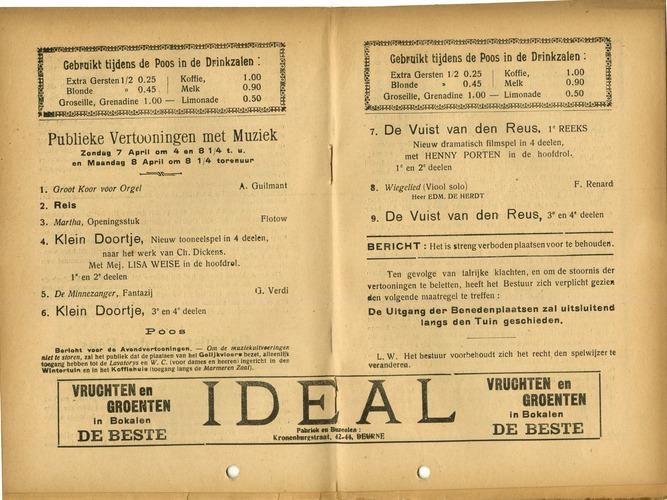 Gebruikt tijdens de Poos in de Drinkzalen :
Extra Gersten 1/2 0.25 | Koffie, 1.00
Blonde " 0.45 | Melk 0.90
Groseille, Grenadine 1.00 — Limonade 0.50
Publieke Vertooningen met Muziek
Zondag 7 April om 4 en 8 1/4 t. u.
en Maandag 8 April om 8 1/4 torenuur
1. Groot Koor voor Orgel A. Guilmant
2. Reis
3. Martha, Openingsstuk Flotow
4. Klein Doortje, Nieuw tooneelspel in 4 deelen,
naar het werk van Ch. Dickens.
Met Mej. LISA WEISE in de hoofdrol.
1e en 2e deelen
5. De Minnezanger, Fantazij G. Verdi
6. Klein Doortje, 3e en 4e deelen
Poos
Bericht voor de Avondvertooningen. — Om de muziekuitvoeringen
niet te storen, zal het publiek dat de plaatsen van het Gelijkvloers bezet, alleenlijk
toegang hebben tot de Lavatorys en W. C. (voor dames en heeren) ingericht in den
Wintertuin en in het Koffiehuis (toegang langs de Marmeren Zaal).
Gebruikt tijdens de Poos in de Drinkzalen :
Extra Gersten 1/2 0.25 | Koffie, 1.00
Blonde " 0.45 | Melk 0.90
Groseille, Grenadine 1.00 — Limonade 0.50
7. De Vuist van den Reus, 1e REEKS
Nieuw dramatisch filmspel in 4 deelen,
met HENNY PORTEN in de hoofdrol.
1e en 2e deelen
8. Wiegelied (Viool solo) F. Renard
Heer EDM. DE HERDT
9. De Vuist van den Reus, 3e en 4e deelen
BERICHT : Het is streng verboden plaatsen voor te behouden.
Ten gevolge van talrijke klachten, en om de stoornis der
vertooningen te beletten, heeft het Bestuur zich verplicht gezien
den volgende maatregel te treffen :
De Uitgang der Benedenplaatsen zal uitsluitend
langs den Tuin geschieden.
L. W. Het bestuur voorbehoudt zich het recht den spelwijzer te
veranderen.
VRUCHTEN en
GROENTEN
in Bokalen
DE BESTE
IDEAL
Fabriek en Bureelen :
Kronenburgstraat, 42-44, DEURNE
VRUCHTEN en
GROENTEN
in Bokalen
DE BESTE